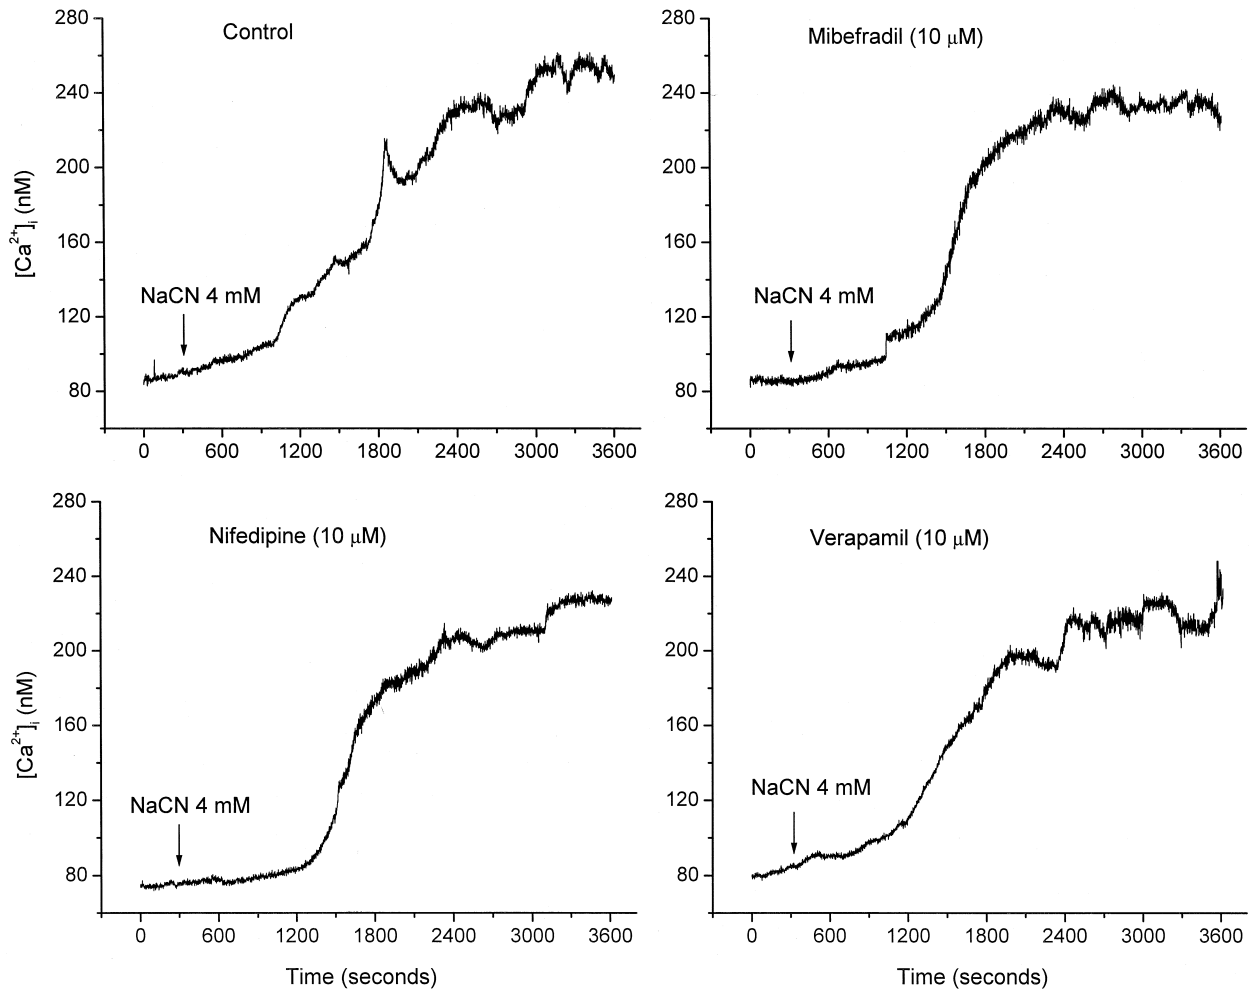 Control
280
240
200
160
120
80
[Ca²⁺]ᵢ (nM)
NaCN 4 mM
0 600 1200 1800 2400 3000 3600
Mibefradil (10 μM)
280
240
200
160
120
80
NaCN 4 mM
0 600 1200 1800 2400 3000 3600
Nifedipine (10 μM)
280
240
200
160
120
80
[Ca²⁺]ᵢ (nM)
NaCN 4 mM
0 600 1200 1800 2400 3000 3600
Time (seconds)
Verapamil (10 μM)
280
240
200
160
120
80
NaCN 4 mM
0 600 1200 1800 2400 3000 3600
Time (seconds)